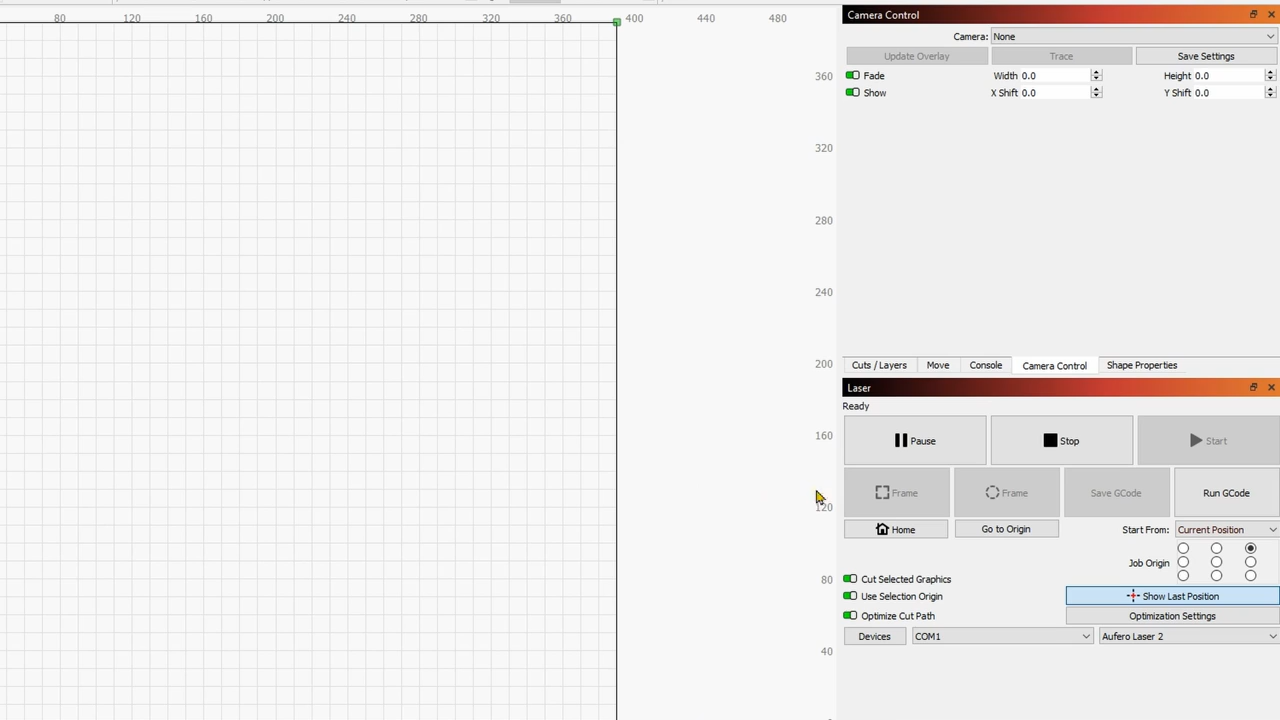 80 120 160 200 240 280 320 360 400 440 480
Camera Control
Camera: None
Update Overlay Trace Save Settings
Fade Width 0.0 Height 0.0
Show X Shift 0.0 Y Shift 0.0
360
320
280
240
200
160
120
80
40
Cuts / Layers Move Console Camera Control Shape Properties
Laser
Ready
Pause Stop Start
Frame Frame Save GCode Run GCode
Home Go to Origin Start From: Current Position
Job Origin
Cut Selected Graphics
Use Selection Origin Show Last Position
Optimize Cut Path Optimization Settings
Devices COM1 Aufero Laser 2